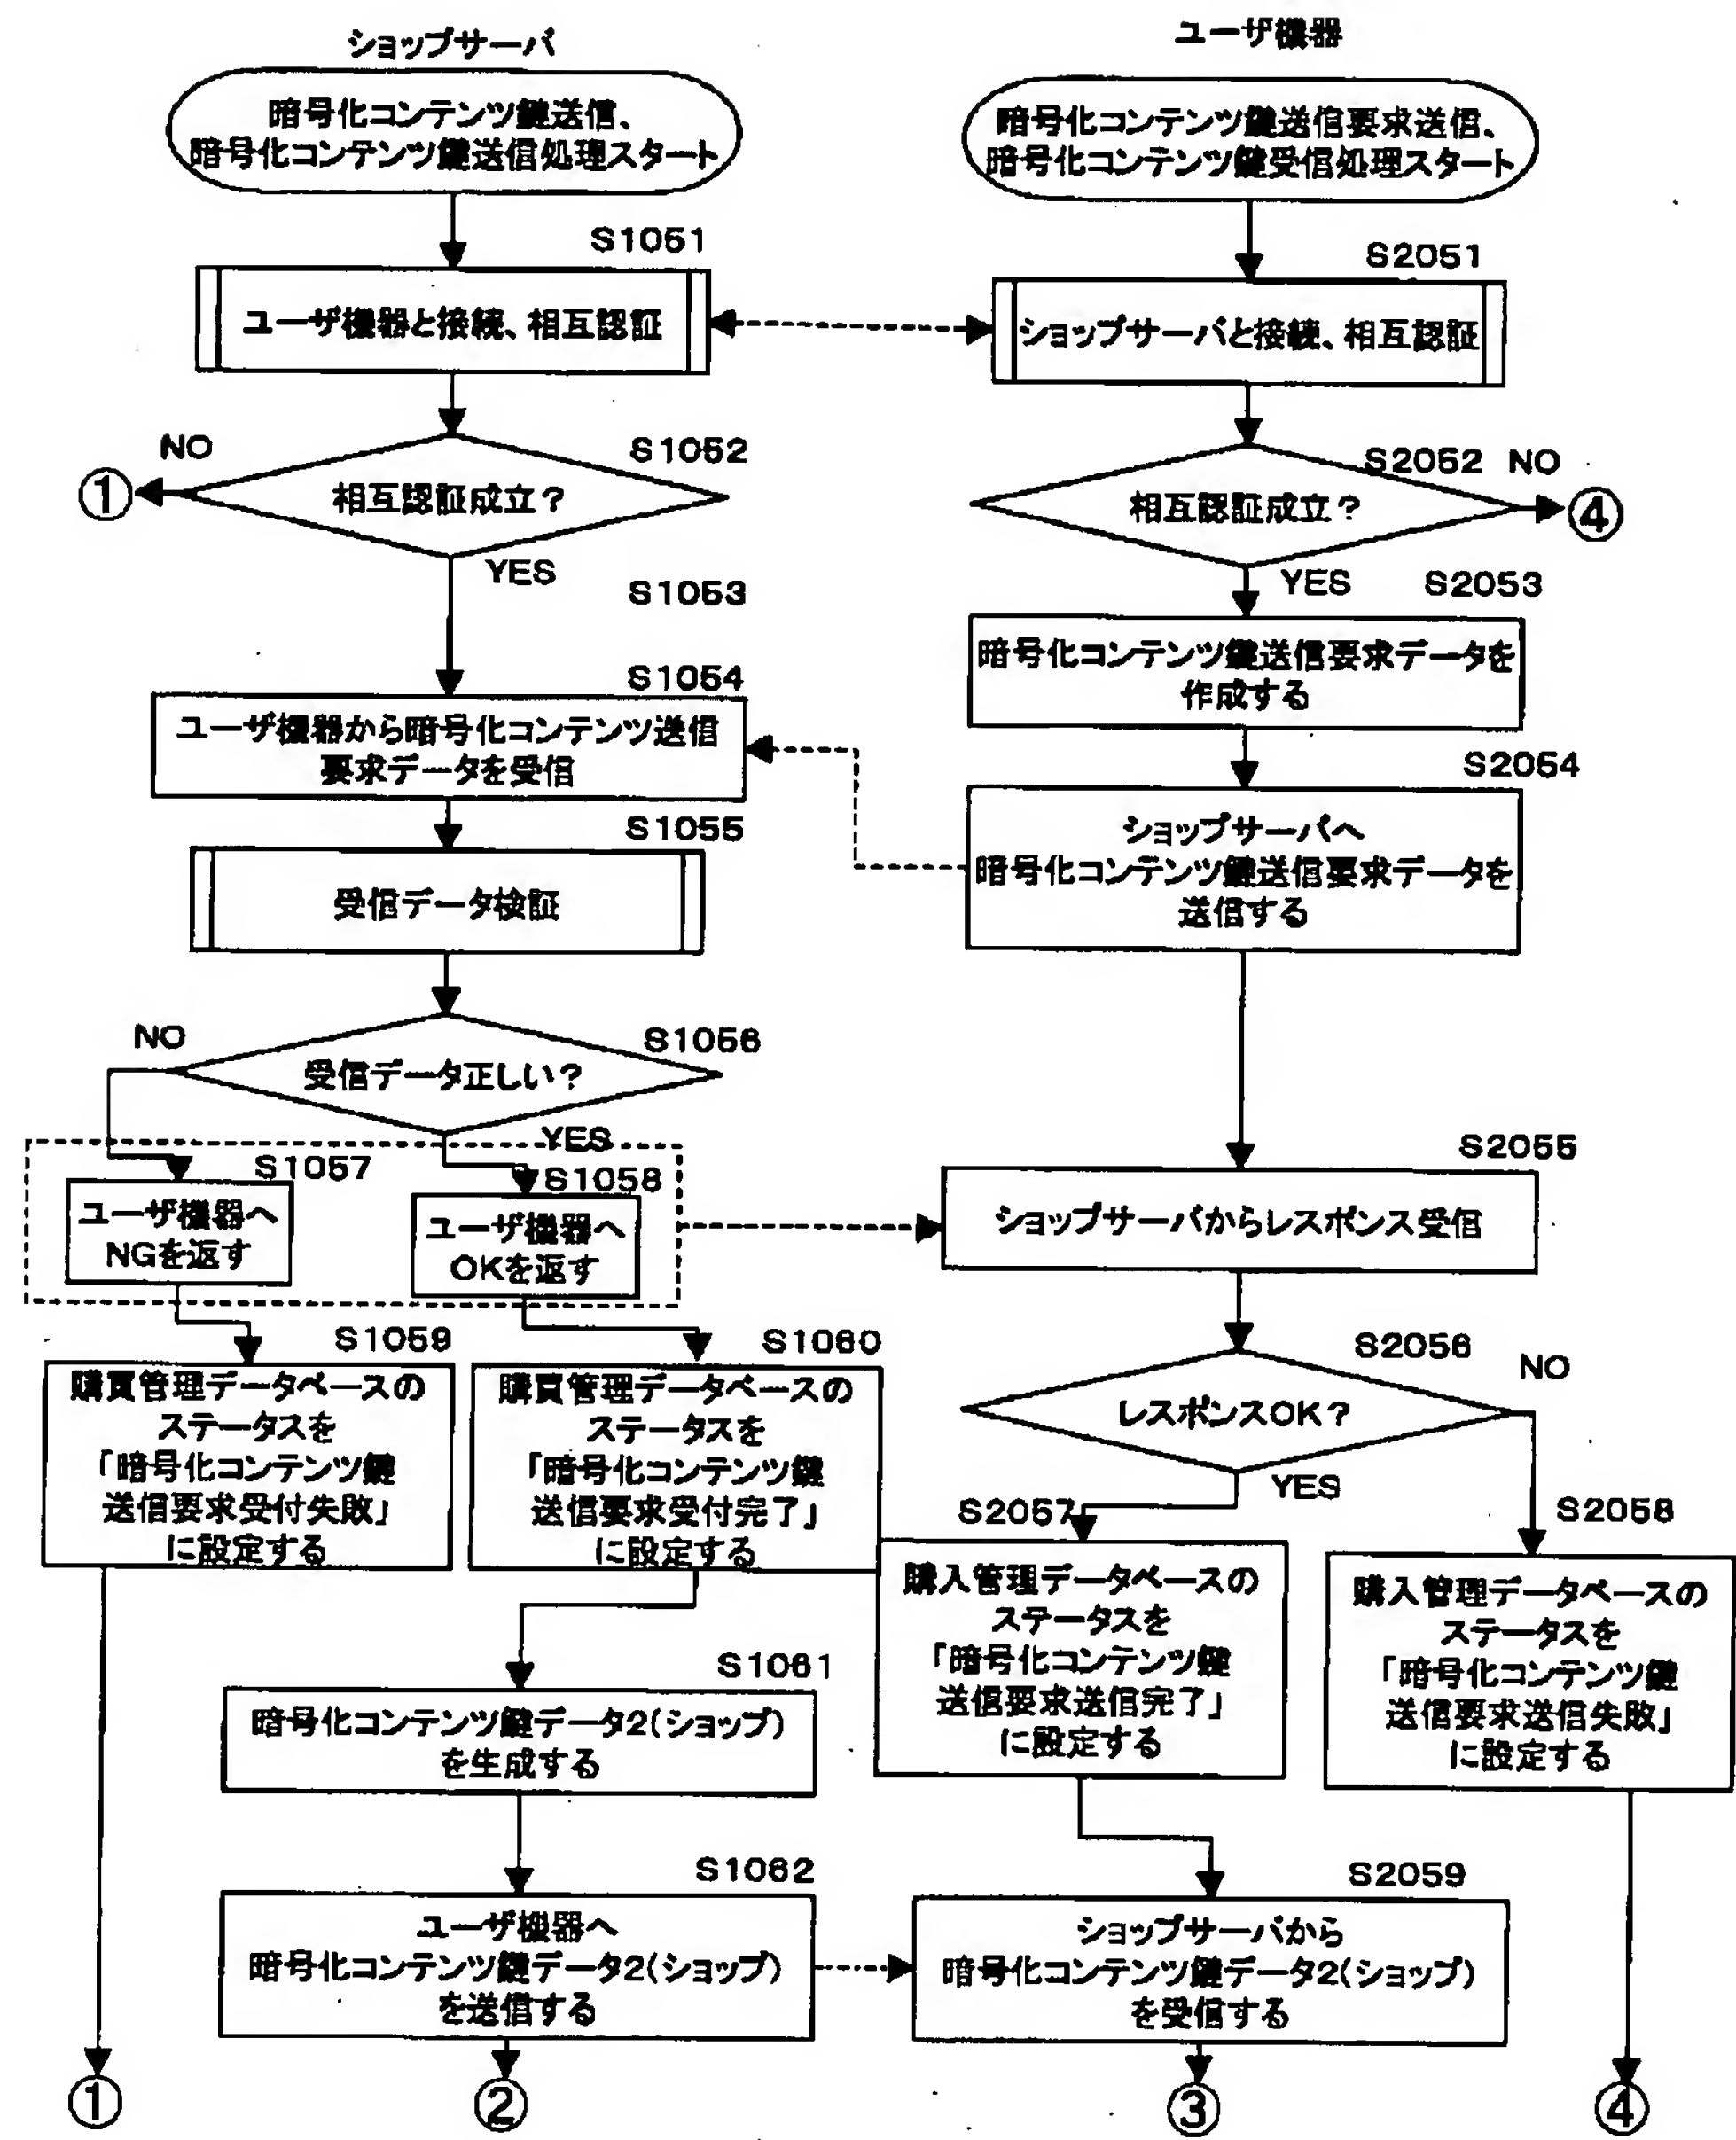 ショップサーバ
暗号化コンテンツ鍵送信、
暗号化コンテンツ鍵送信処理スタート
S1051
ユーザ機器と接続、相互認証
NO
S1052
①
相互認証成立？
YES
S1053
S1054
ユーザ機器から暗号化コンテンツ送信
要求データを受信
S1055
受信データ検証
NO
S1056
受信データ正しい？
YES
S1057
S1058
ユーザ機器へ
NGを返す
ユーザ機器へ
OKを返す
S1059
購買管理データベースの
ステータスを
「暗号化コンテンツ鍵
送信要求受付失敗」
に設定する
S1060
購買管理データベースの
ステータスを
「暗号化コンテンツ鍵
送信要求受付完了」
に設定する
S1061
暗号化コンテンツ鍵データ2(ショップ)
を生成する
S1062
ユーザ機器へ
暗号化コンテンツ鍵データ2(ショップ)
を送信する
①
②
ユーザ機器
暗号化コンテンツ鍵送信要求送信、
暗号化コンテンツ鍵受信処理スタート
S2051
ショップサーバと接続、相互認証
S2052 NO
相互認証成立？
④
YES
S2053
暗号化コンテンツ鍵送信要求データを
作成する
S2054
ショップサーバへ
暗号化コンテンツ鍵送信要求データを
送信する
S2055
ショップサーバからレスポンス受信
S2056
NO
レスポンスOK？
YES
S2057
購入管理データベースの
ステータスを
「暗号化コンテンツ鍵
送信要求送信完了」
に設定する
S2058
購入管理データベースの
ステータスを
「暗号化コンテンツ鍵
送信要求送信失敗」
に設定する
S2059
ショップサーバから
暗号化コンテンツ鍵データ2(ショップ)
を受信する
③
④